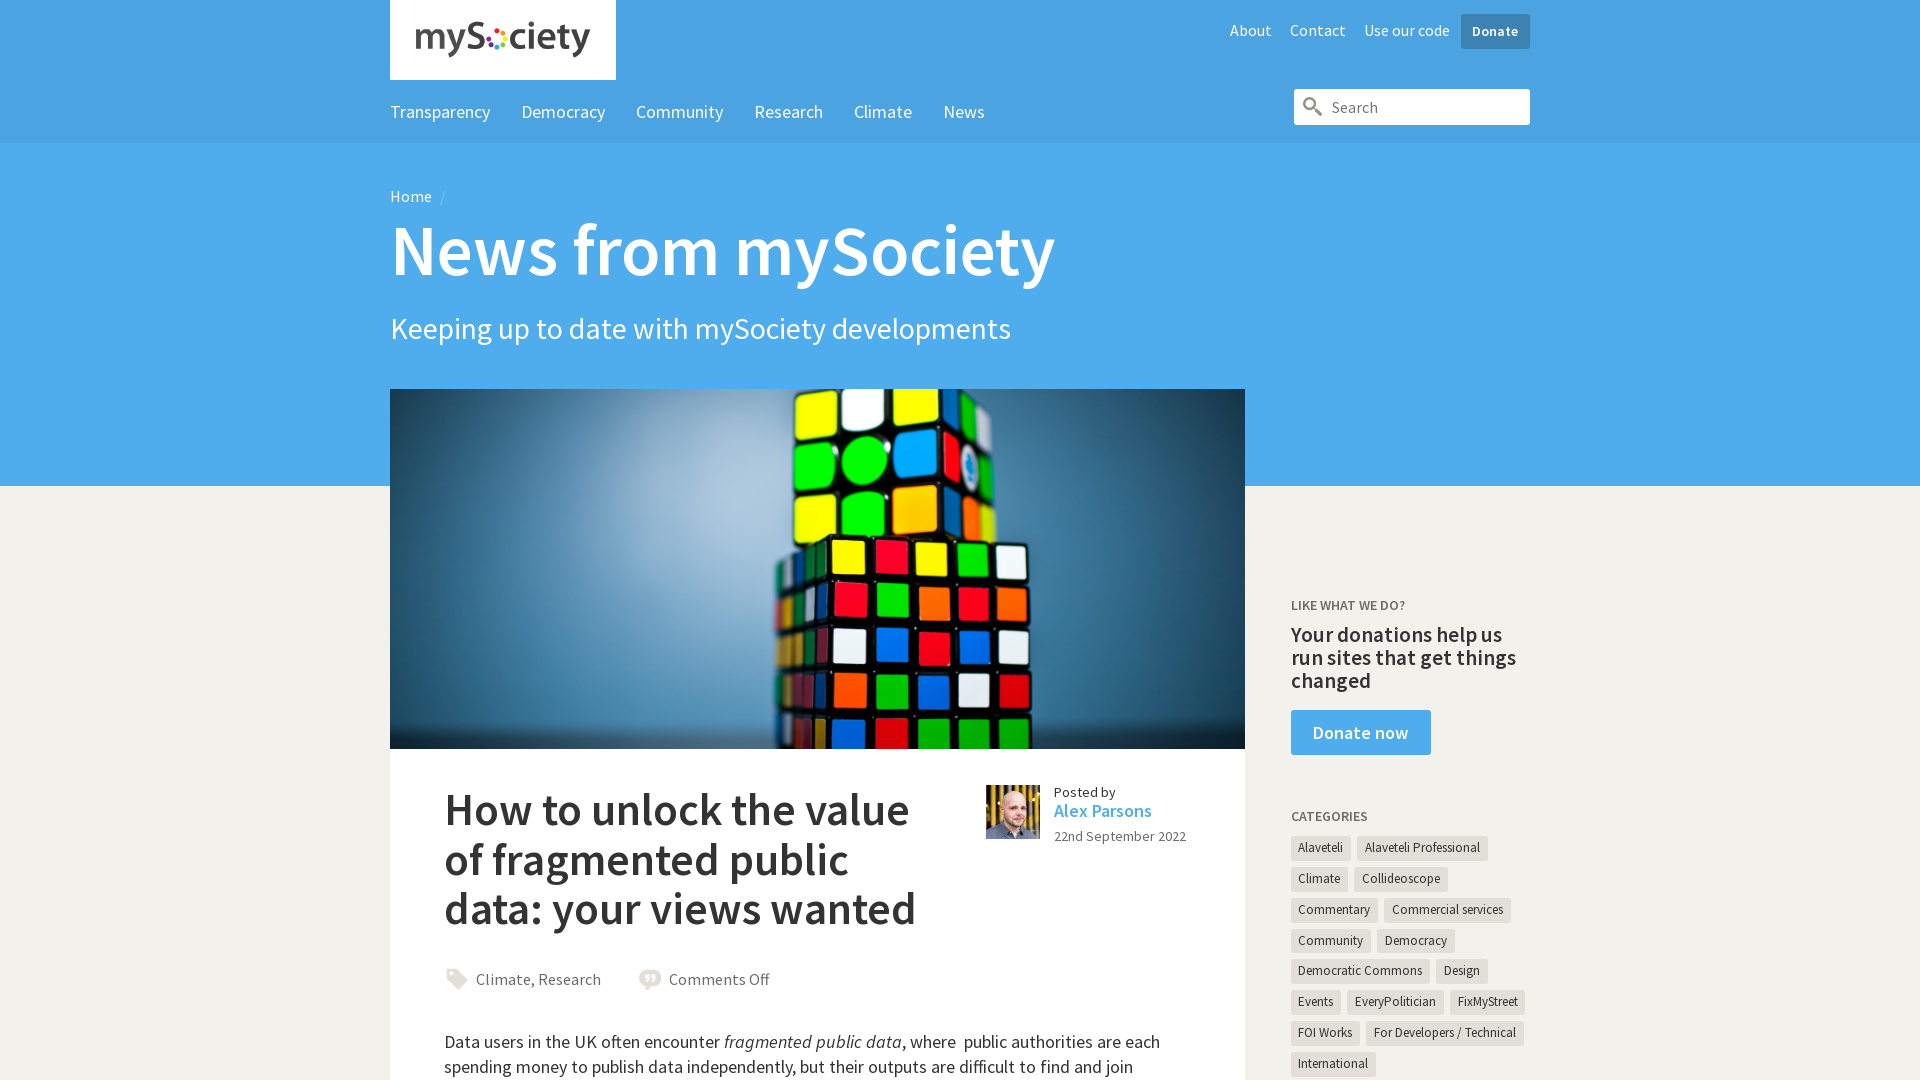 mySociety
About
Contact
Use our code
Donate
Transparency
Democracy
Community
Research
Climate
News
Search
Home /
News from mySociety
Keeping up to date with mySociety developments
How to unlock the value
of fragmented public
data: your views wanted
Posted by
Alex Parsons
22nd September 2022
Climate, Research
Comments Off
Data users in the UK often encounter fragmented public data, where public authorities are each
spending money to publish data independently, but their outputs are difficult to find and join
LIKE WHAT WE DO?
Your donations help us
run sites that get things
changed
Donate now
CATEGORIES
Alaveteli
Alaveteli Professional
Climate
Collideoscope
Commentary
Commercial services
Community
Democracy
Democratic Commons
Design
Events
EveryPolitician
FixMyStreet
FOI Works
For Developers / Technical
International